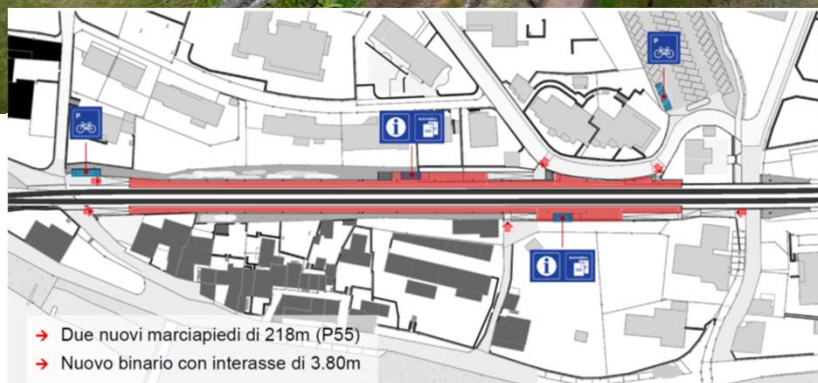 P
P
i
i
→ Due nuovi marciapiedi di 218m (P55)
→ Nuovo binario con interasse di 3.80m